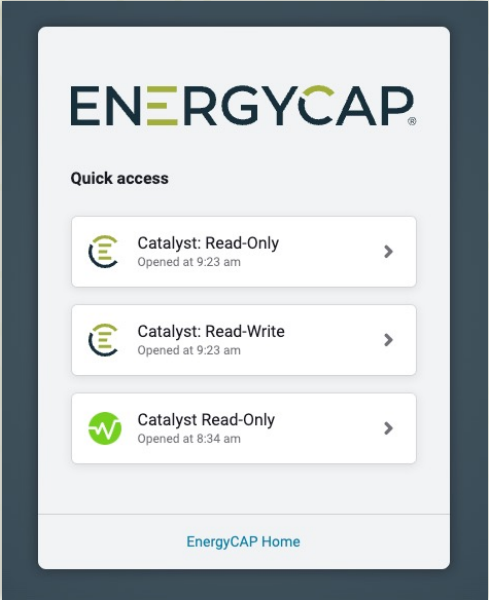 ENERGYCAP®
Quick access
Catalyst: Read-Only
Opened at 9:23 am
Catalyst: Read-Write
Opened at 9:23 am
Catalyst Read-Only
Opened at 8:34 am
EnergyCAP Home